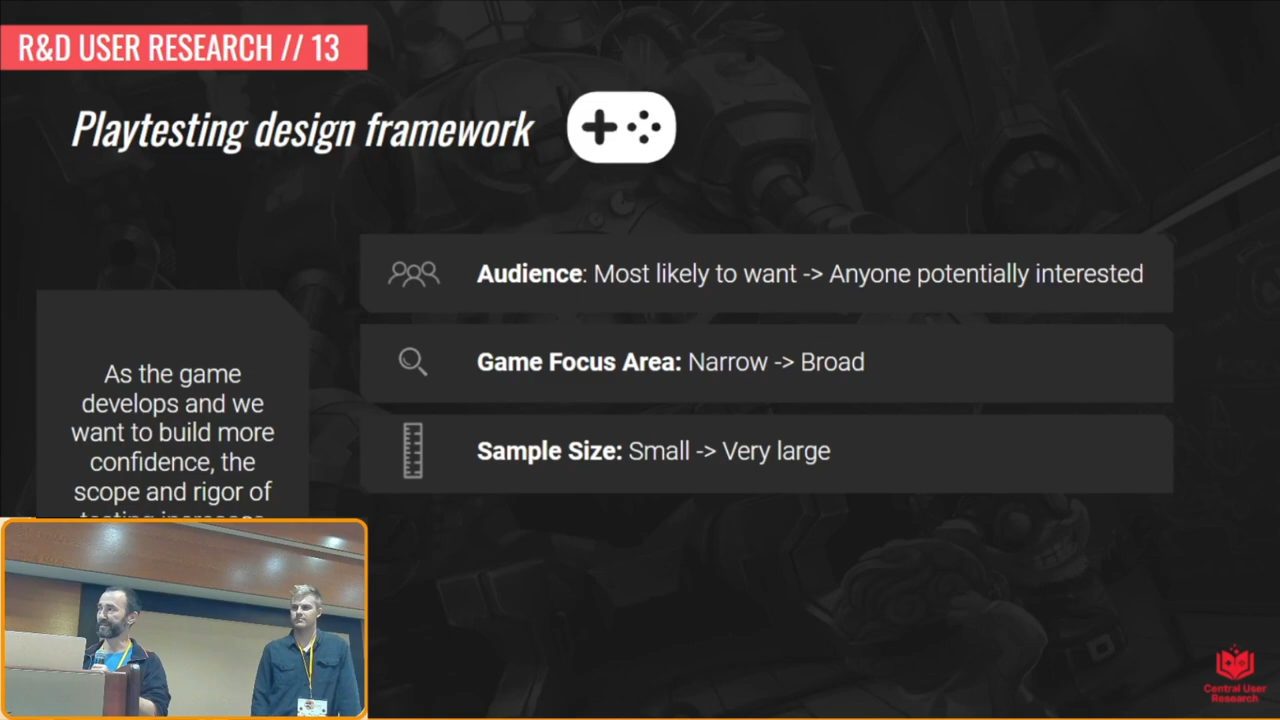 R&D USER RESEARCH // 13
Playtesting design framework
Audience: Most likely to want -> Anyone potentially interested
Game Focus Area: Narrow -> Broad
Sample Size: Small -> Very large
As the game
develops and we
want to build more
confidence, the
scope and rigor of
testing increases
Central User
Research